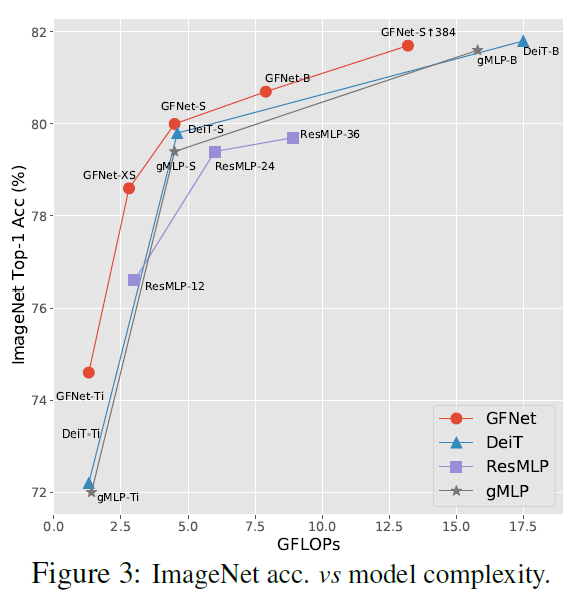 82
80
78
76
74
72
ImageNet Top-1 Acc (%)
GFNet-S↑384
gMLP-B
DeiT-B
GFNet-B
GFNet-S
DeiT-S
ResMLP-36
gMLP-S
ResMLP-24
GFNet-XS
ResMLP-12
GFNet-Ti
DeiT-Ti
gMLP-Ti
GFNet
DeiT
ResMLP
gMLP
0.0 2.5 5.0 7.5 10.0 12.5 15.0 17.5
GFLOPs
Figure 3: ImageNet acc. vs model complexity.